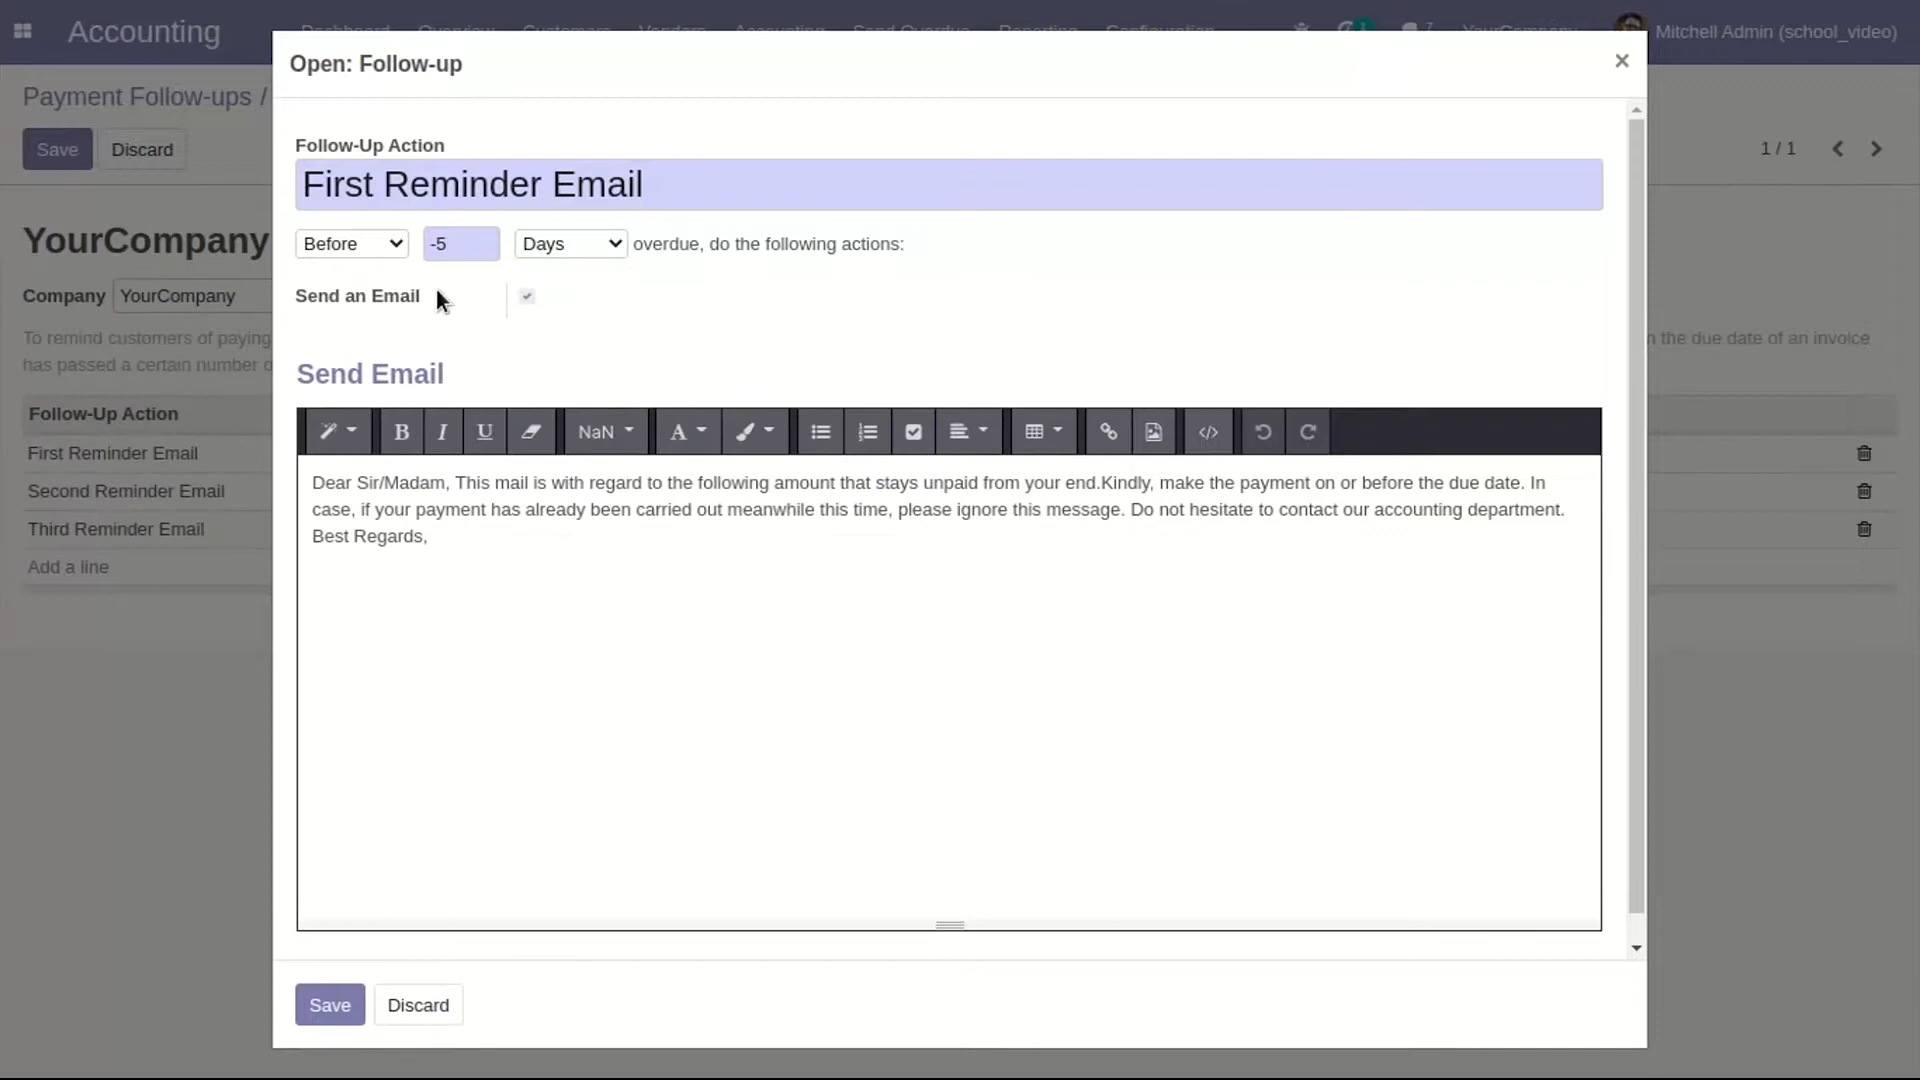 Accounting
Mitchell Admin (school_video)
Open: Follow-up
×
Payment Follow-ups /
Save
Discard
1 / 1
Follow-Up Action
First Reminder Email
Before
-5
Days
overdue, do the following actions:
Send an Email
YourCompany
Company
YourCompany
To remind customers of paying
n the due date of an invoice
has passed a certain number o
Send Email
Follow-Up Action
First Reminder Email
Second Reminder Email
Third Reminder Email
Add a line
B I U NaN A
Dear Sir/Madam, This mail is with regard to the following amount that stays unpaid from your end.Kindly, make the payment on or before the due date. In
case, if your payment has already been carried out meanwhile this time, please ignore this message. Do not hesitate to contact our accounting department.
Best Regards,
Save
Discard